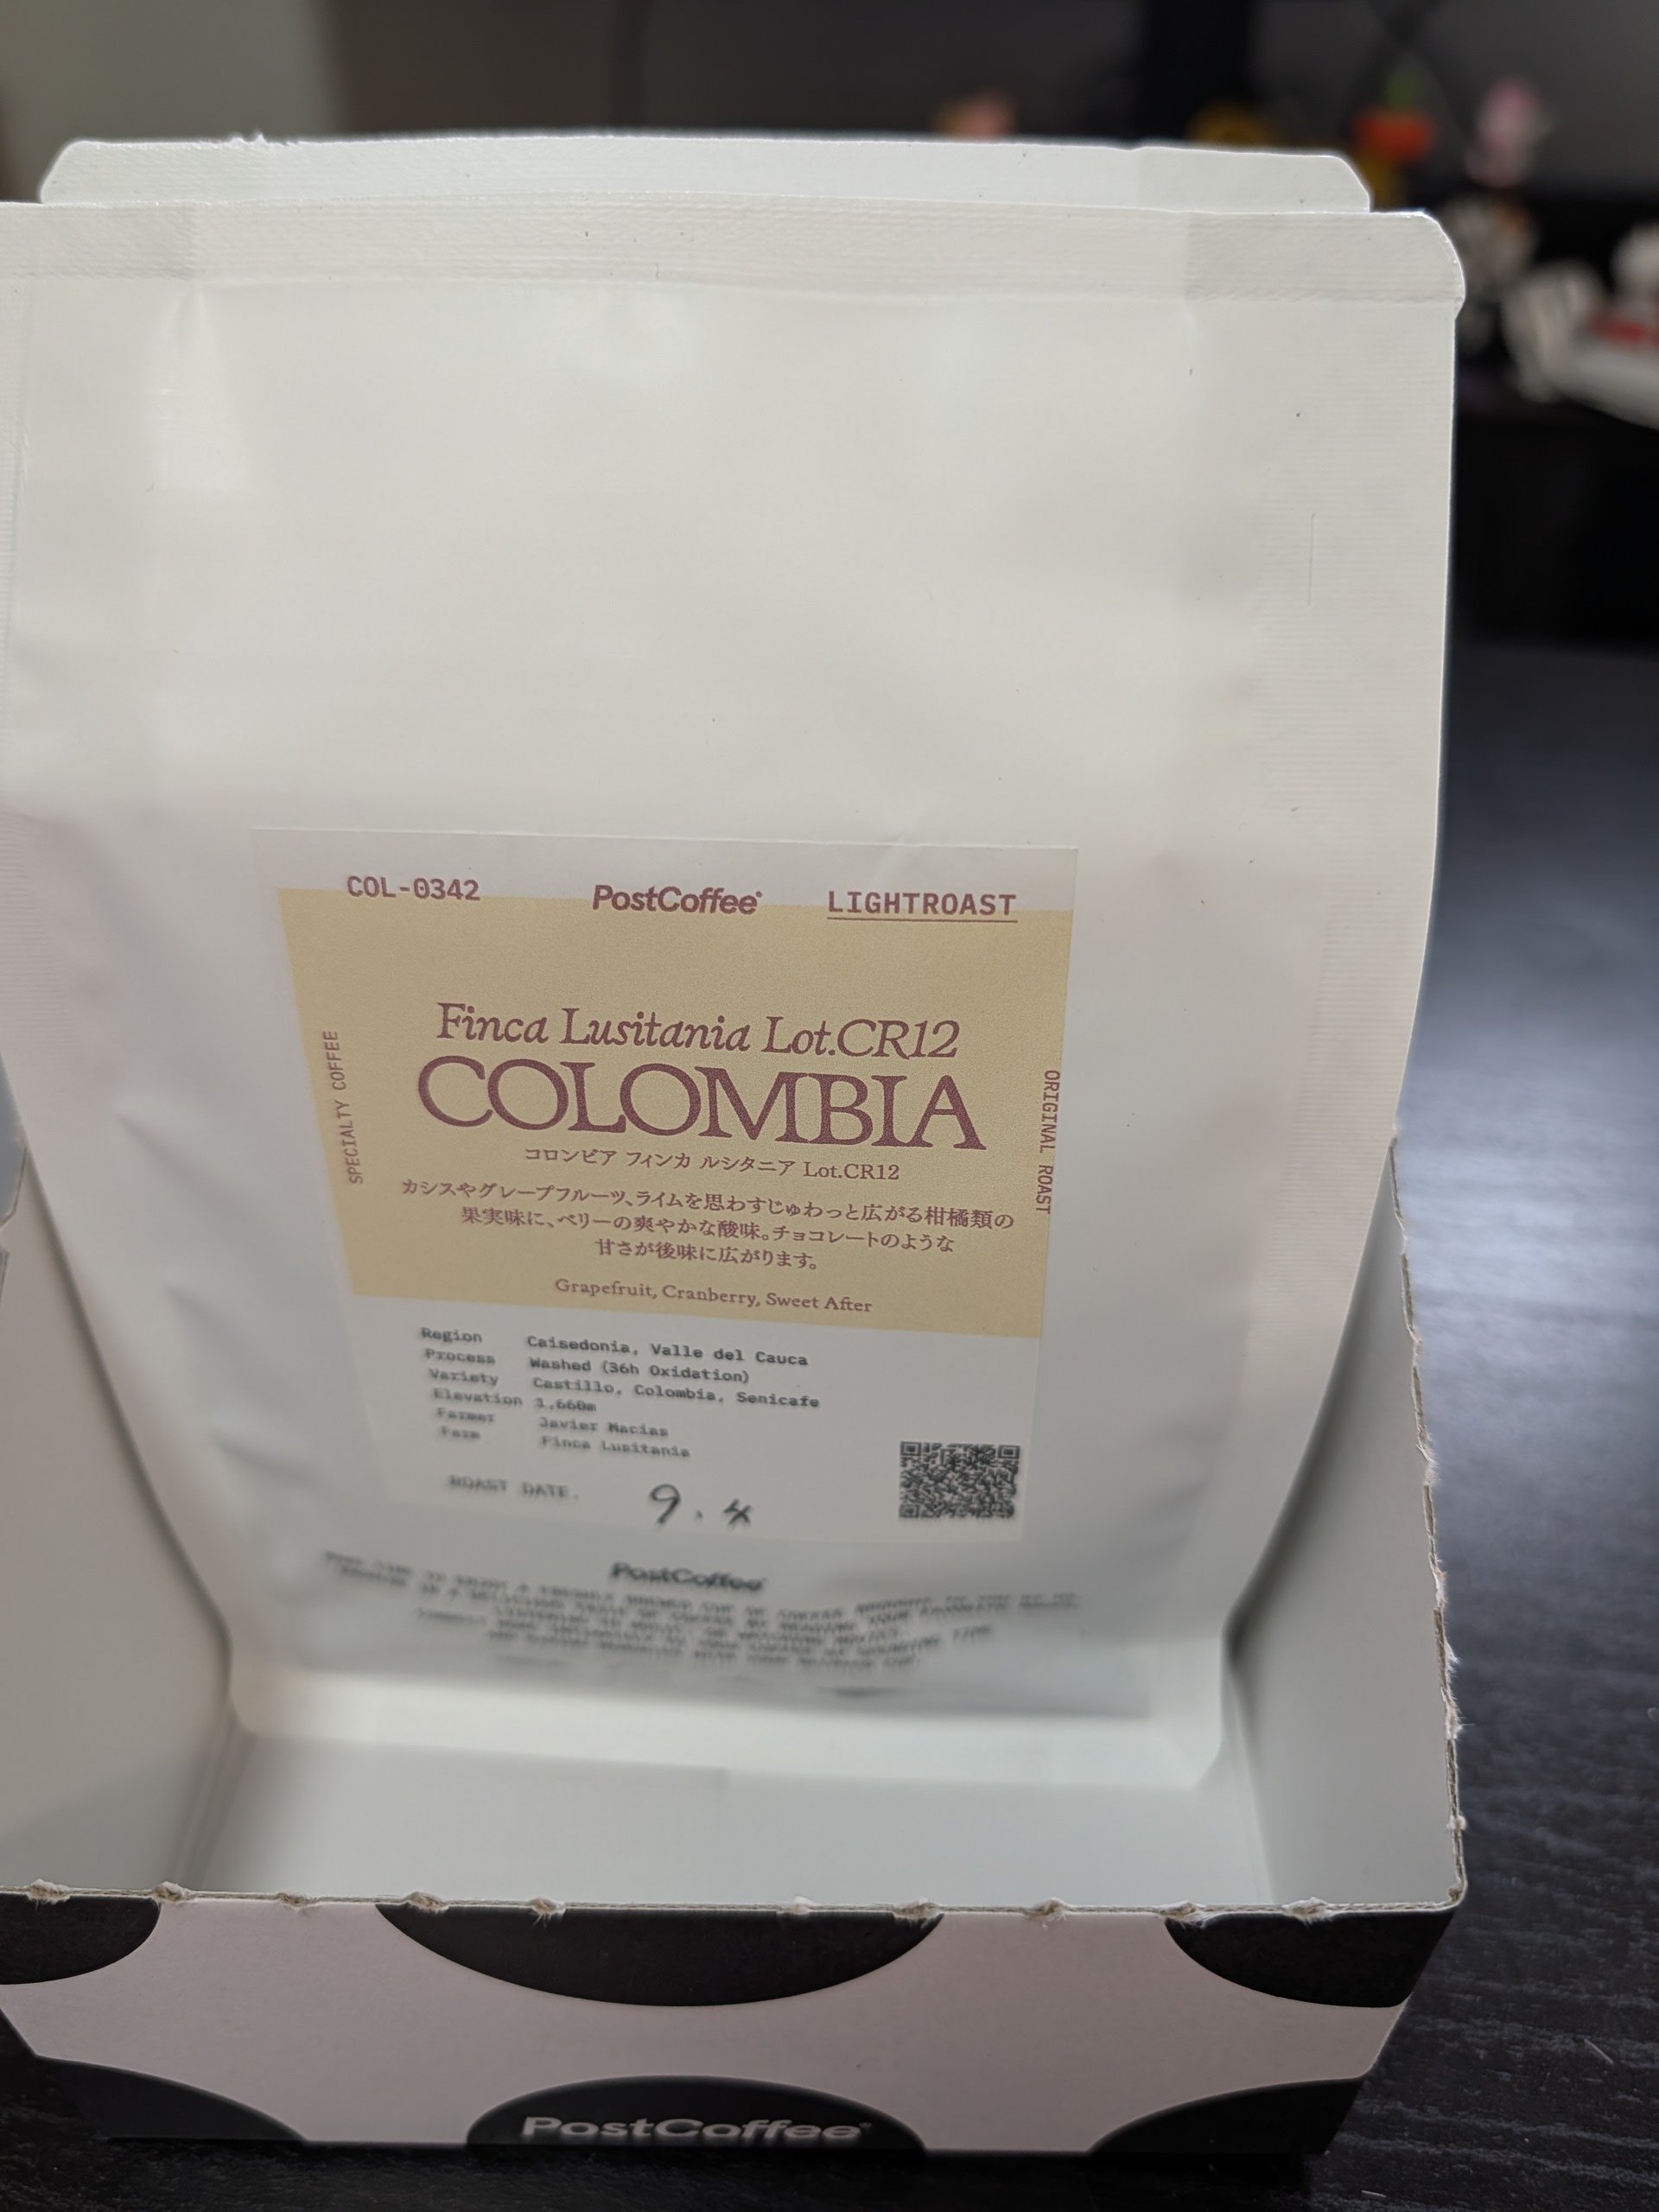 COL-0342
PostCoffee
LIGHTROAST
SPECIALTY COFFEE
Finca Lusitania Lot.CR12
COLOMBIA
コロンビア フィンカ ルシタニア Lot.CR12
カシスやグレープフルーツ、ライムを思わすじゅわっと広がる柑橘類の
果実味に、ベリーの爽やかな酸味。チョコレートのような
甘さが後味に広がります。
Grapefruit, Cranberry, Sweet After
ORIGINAL ROAST
Region Caisedonia, Valle del Cauca
Process Washed (36h Oxidation)
Variety Castillo, Colombia, Senicafe
Elevation 1,660m
Farmer Javier Macias
Farm Finca Lusitania
ROAST DATE. 9.4
PostCoffee
PostCoffee